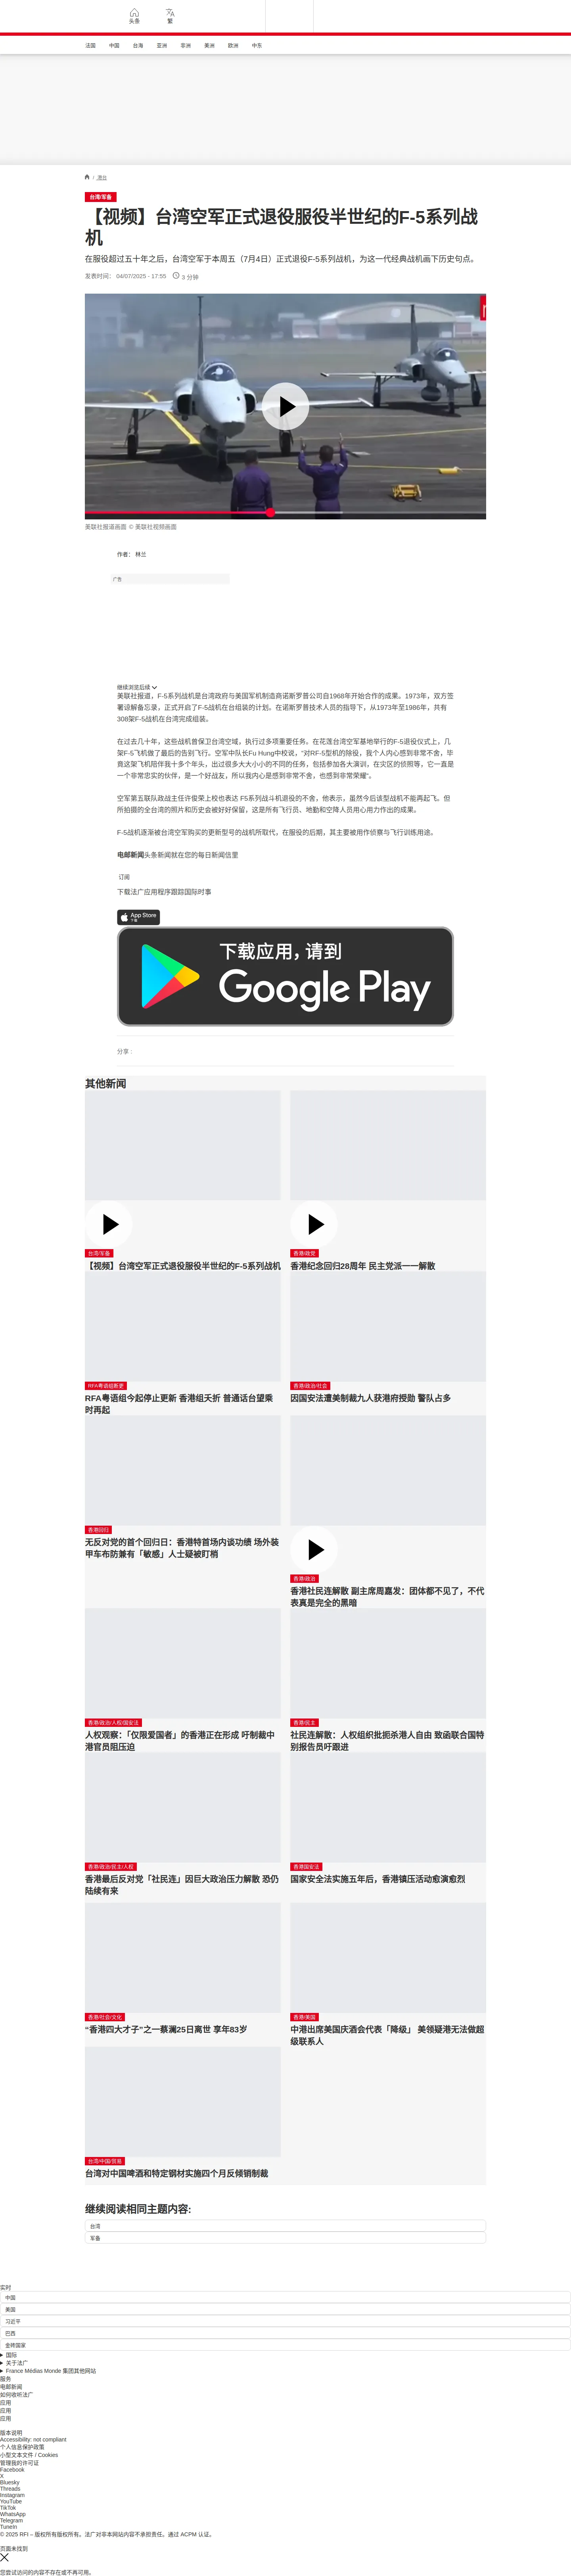 头条
繁
法国
中国
台海
亚洲
非洲
美洲
欧洲
中东
/ 港台
台湾/军备
【视频】台湾空军正式退役服役半世纪的F-5系列战机
在服役超过五十年之后，台湾空军于本周五（7月4日）正式退役F-5系列战机，为这一代经典战机画下历史句点。
发表时间： 04/07/2025 - 17:55
3 分钟
美联社报道画面 © 美联社视频画面
作者： 林兰
广告
继续浏览后续
美联社报道，F-5系列战机是台湾政府与美国军机制造商诺斯罗普公司自1968年开始合作的成果。1973年，双方签
署谅解备忘录，正式开启了F-5战机在台组装的计划。在诺斯罗普技术人员的指导下，从1973年至1986年，共有
308架F-5战机在台湾完成组装。
在过去几十年，这些战机曾保卫台湾空域，执行过多项重要任务。在花莲台湾空军基地举行的F-5退役仪式上，几
架F-5飞机做了最后的告别飞行。空军中队长Fu Hung中校说，“对RF-5型机的除役，我个人内心感到非常不舍，毕
竟这架飞机陪伴我十多个年头，出过很多大大小小的不同的任务，包括参加各大演训，在灾区的侦照等，它一直是
一个非常忠实的伙伴，是一个好战友，所以我内心是感到非常不舍，也感到非常荣耀”。
空军第五联队政战主任许俊荣上校也表达 F5系列战斗机退役的不舍，他表示，虽然今后该型战机不能再起飞。但
所拍摄的全台湾的照片和历史会被好好保留，这是所有飞行员、地勤和空降人员用心用力作出的成果。
F-5战机逐渐被台湾空军购买的更新型号的战机所取代，在服役的后期，其主要被用作侦察与飞行训练用途。
电邮新闻头条新闻就在您的每日新闻信里
订阅
下载法广应用程序跟踪国际时事
App Store
下载
下载应用，请到
Google Play
分享 :
其他新闻
台湾/军备
【视频】台湾空军正式退役服役半世纪的F-5系列战机
香港/政党
香港纪念回归28周年 民主党派一一解散
RFA粤语组断更
RFA粤语组今起停止更新 香港组夭折 普通话台望乘时再起
香港/政治/社会
因国安法遭美制裁九人获港府授勋 警队占多
香港回归
无反对党的首个回归日：香港特首场内谈功绩 场外装甲车布防兼有「敏感」人士疑被盯梢
香港/政治
香港社民连解散 副主席周嘉发：团体都不见了，不代表真是完全的黑暗
香港/政治/人权/国安法
人权观察:「仅限爱国者」的香港正在形成 吁制裁中港官员阻压迫
香港/民主
社民连解散：人权组织批扼杀港人自由 致函联合国特别报告员吁跟进
香港/政治/民主/人权
香港最后反对党「社民连」因巨大政治压力解散 恐仍陆续有来
香港国安法
国家安全法实施五年后，香港镇压活动愈演愈烈
香港/社会/文化
“香港四大才子”之一蔡澜25日离世 享年83岁
香港/美国
中港出席美国庆酒会代表「降级」 美领疑港无法做超级联系人
台湾/中国/贸易
台湾对中国啤酒和特定钢材实施四个月反倾销制裁
继续阅读相同主题内容:
台湾
军备
实时
中国
美国
习近平
巴西
金砖国家
国际
关于法广
France Médias Monde 集团其他网站
服务
电邮新闻
如何收听法广
应用
应用
应用
版本说明
Accessibility: not compliant
个人信息保护政策
小型文本文件 / Cookies
管理我的许可证
Facebook
X
Bluesky
Threads
Instagram
YouTube
TikTok
WhatsApp
Telegram
TuneIn
© 2025 RFI – 版权所有版权所有。法广对非本网站内容不承担责任。通过 ACPM 认证。
页面未找到
您尝试访问的内容不存在或不再可用。